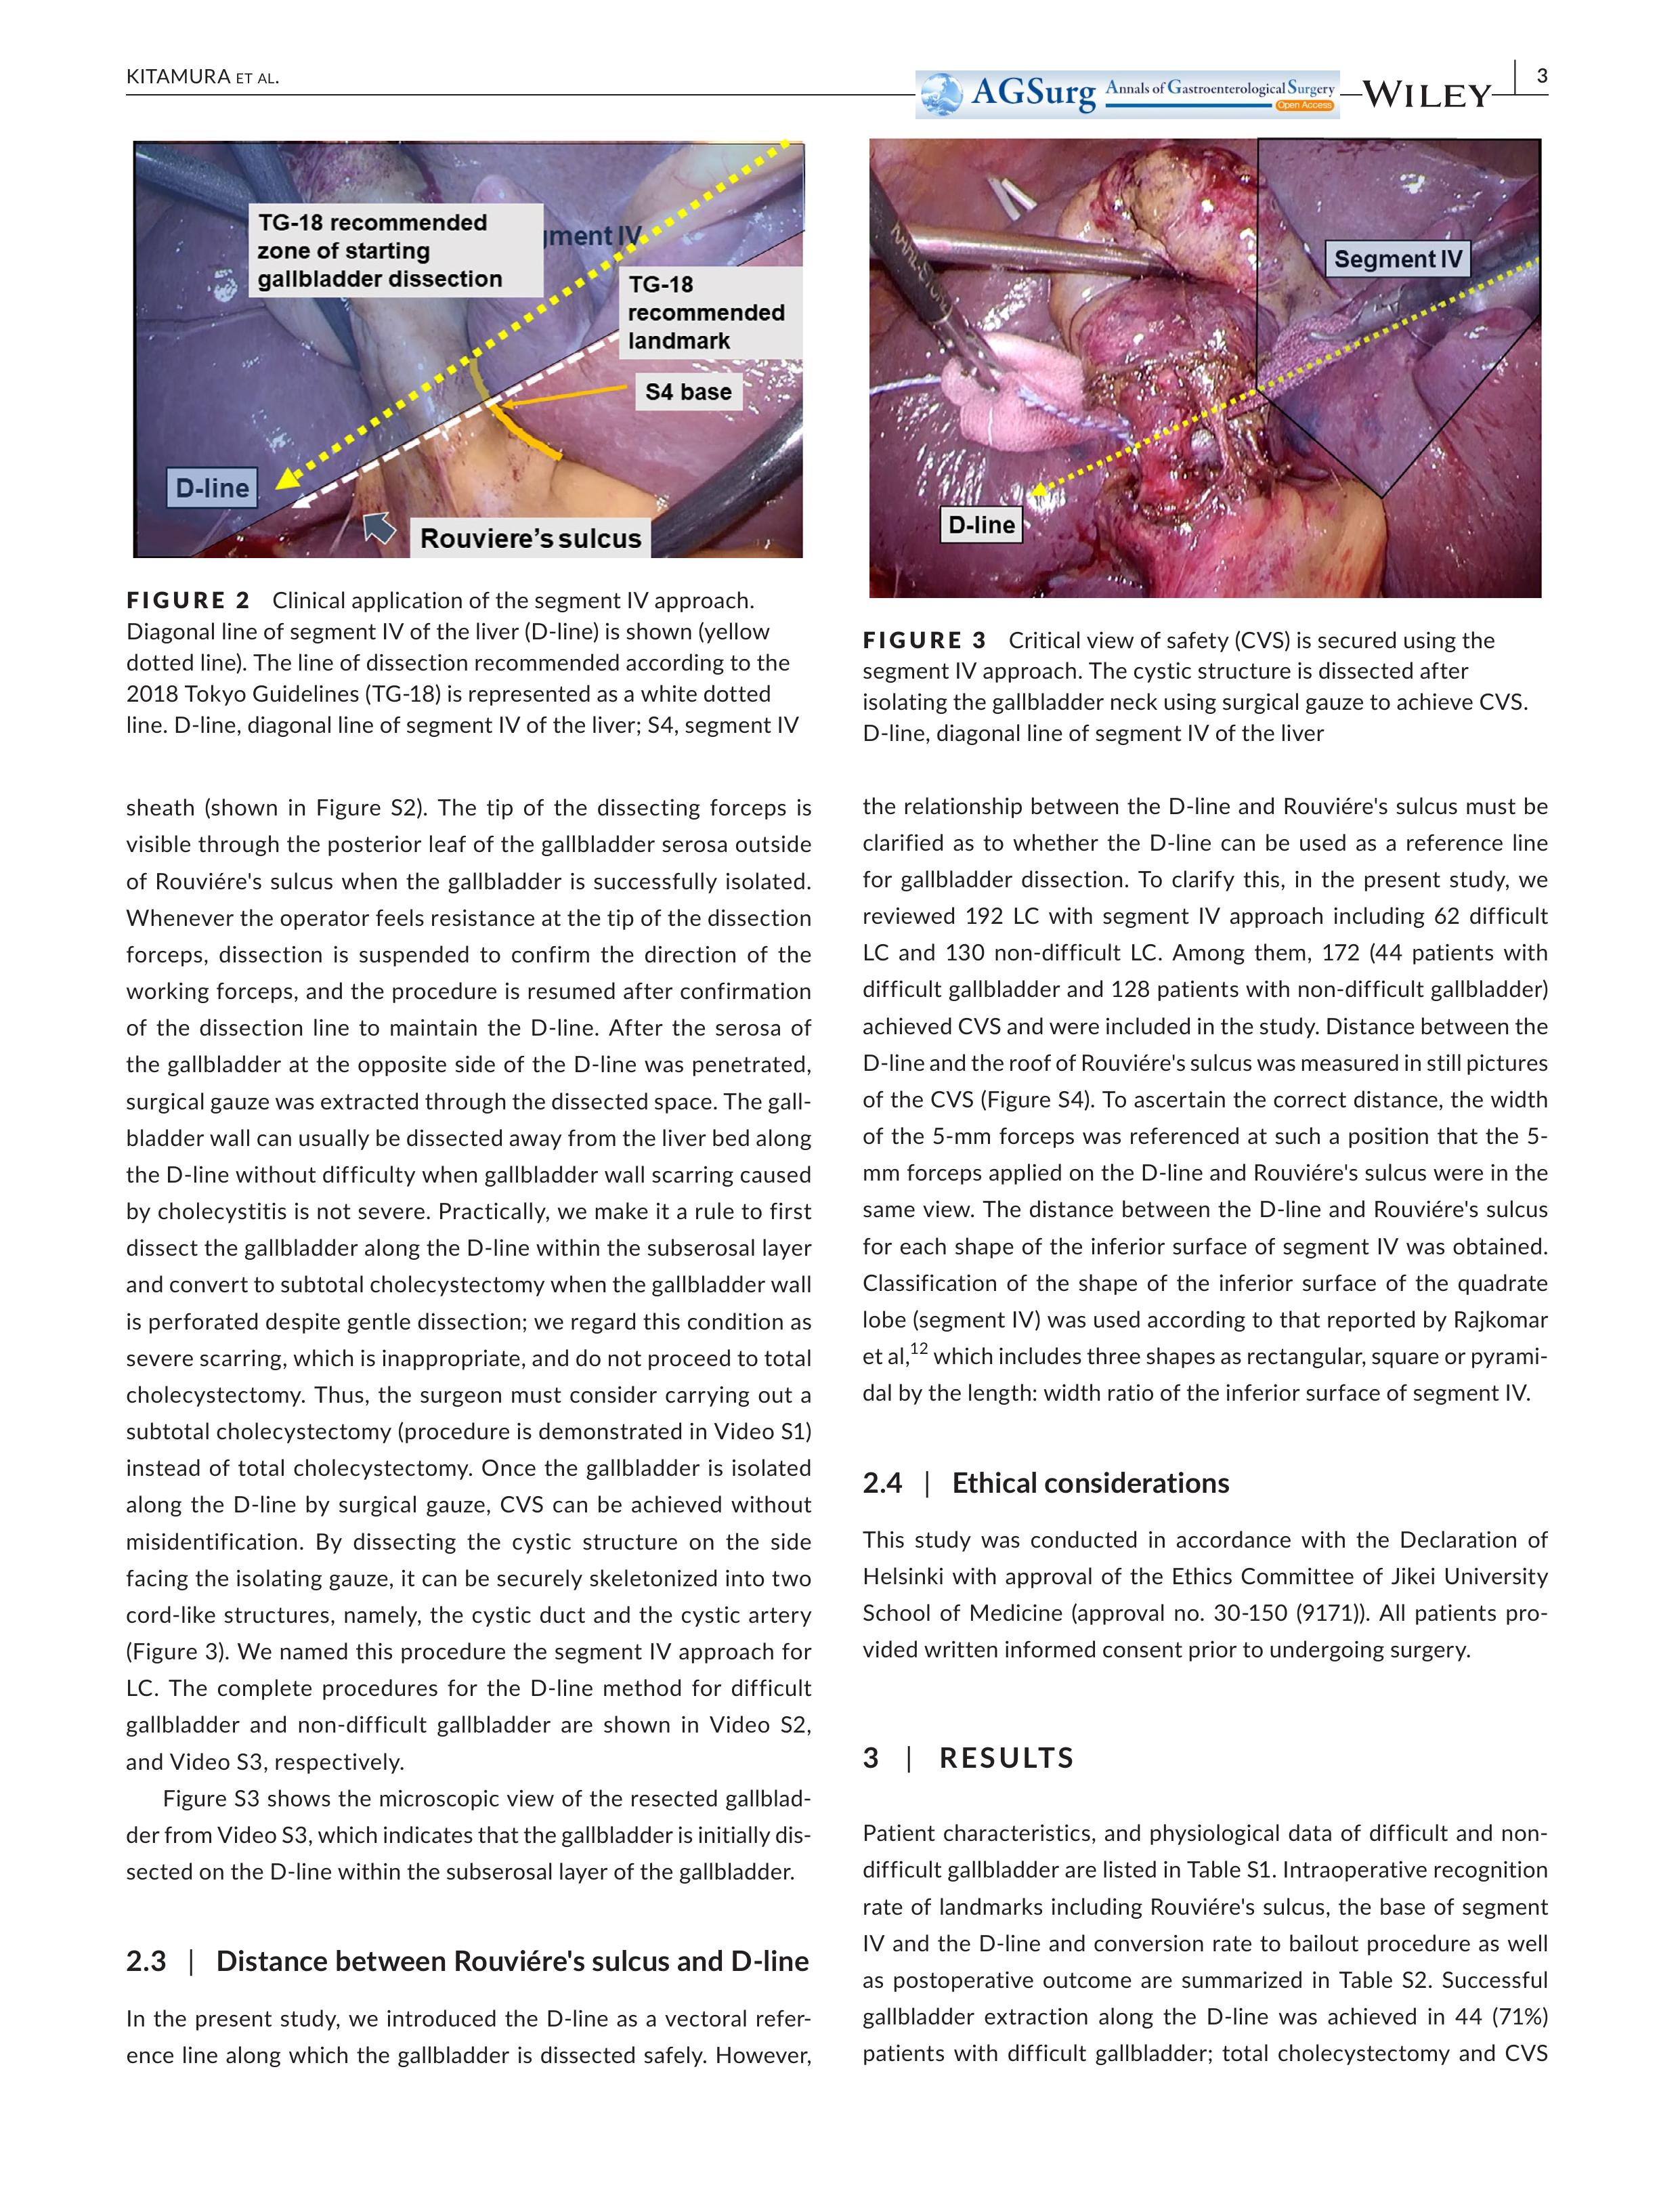 KITAMURA ET AL.
AGSurg Annals of Gastroenterological Surgery
Open Access
WILEY
3
TG-18 recommended
zone of starting
gallbladder dissection
gment IV
TG-18
recommended
landmark
S4 base
D-line
Rouviere's sulcus
FIGURE 2 Clinical application of the segment IV approach.
Diagonal line of segment IV of the liver (D-line) is shown (yellow
dotted line). The line of dissection recommended according to the
2018 Tokyo Guidelines (TG-18) is represented as a white dotted
line. D-line, diagonal line of segment IV of the liver; S4, segment IV
sheath (shown in Figure S2). The tip of the dissecting forceps is
visible through the posterior leaf of the gallbladder serosa outside
of Rouviére's sulcus when the gallbladder is successfully isolated.
Whenever the operator feels resistance at the tip of the dissection
forceps, dissection is suspended to confirm the direction of the
working forceps, and the procedure is resumed after confirmation
of the dissection line to maintain the D-line. After the serosa of
the gallbladder at the opposite side of the D-line was penetrated,
surgical gauze was extracted through the dissected space. The gall-
bladder wall can usually be dissected away from the liver bed along
the D-line without difficulty when gallbladder wall scarring caused
by cholecystitis is not severe. Practically, we make it a rule to first
dissect the gallbladder along the D-line within the subserosal layer
and convert to subtotal cholecystectomy when the gallbladder wall
is perforated despite gentle dissection; we regard this condition as
severe scarring, which is inappropriate, and do not proceed to total
cholecystectomy. Thus, the surgeon must consider carrying out a
subtotal cholecystectomy (procedure is demonstrated in Video S1)
instead of total cholecystectomy. Once the gallbladder is isolated
along the D-line by surgical gauze, CVS can be achieved without
misidentification. By dissecting the cystic structure on the side
facing the isolating gauze, it can be securely skeletonized into two
cord-like structures, namely, the cystic duct and the cystic artery
(Figure 3). We named this procedure the segment IV approach for
LC. The complete procedures for the D-line method for difficult
gallbladder and non-difficult gallbladder are shown in Video S2,
and Video S3, respectively.
Figure S3 shows the microscopic view of the resected gallblad-
der from Video S3, which indicates that the gallbladder is initially dis-
sected on the D-line within the subserosal layer of the gallbladder.
2.3 | Distance between Rouviére's sulcus and D-line
In the present study, we introduced the D-line as a vectoral refer-
ence line along which the gallbladder is dissected safely. However,
Segment IV
D-line
FIGURE 3 Critical view of safety (CVS) is secured using the
segment IV approach. The cystic structure is dissected after
isolating the gallbladder neck using surgical gauze to achieve CVS.
D-line, diagonal line of segment IV of the liver
the relationship between the D-line and Rouviére's sulcus must be
clarified as to whether the D-line can be used as a reference line
for gallbladder dissection. To clarify this, in the present study, we
reviewed 192 LC with segment IV approach including 62 difficult
LC and 130 non-difficult LC. Among them, 172 (44 patients with
difficult gallbladder and 128 patients with non-difficult gallbladder)
achieved CVS and were included in the study. Distance between the
D-line and the roof of Rouviére's sulcus was measured in still pictures
of the CVS (Figure S4). To ascertain the correct distance, the width
of the 5-mm forceps was referenced at such a position that the 5-
mm forceps applied on the D-line and Rouviére's sulcus were in the
same view. The distance between the D-line and Rouviére's sulcus
for each shape of the inferior surface of segment IV was obtained.
Classification of the shape of the inferior surface of the quadrate
lobe (segment IV) was used according to that reported by Rajkomar
et al,12 which includes three shapes as rectangular, square or pyrami-
dal by the length: width ratio of the inferior surface of segment IV.
2.4 | Ethical considerations
This study was conducted in accordance with the Declaration of
Helsinki with approval of the Ethics Committee of Jikei University
School of Medicine (approval no. 30-150 (9171)). All patients pro-
vided written informed consent prior to undergoing surgery.
3 | RESULTS
Patient characteristics, and physiological data of difficult and non-
difficult gallbladder are listed in Table S1. Intraoperative recognition
rate of landmarks including Rouviére's sulcus, the base of segment
IV and the D-line and conversion rate to bailout procedure as well
as postoperative outcome are summarized in Table S2. Successful
gallbladder extraction along the D-line was achieved in 44 (71%)
patients with difficult gallbladder; total cholecystectomy and CVS